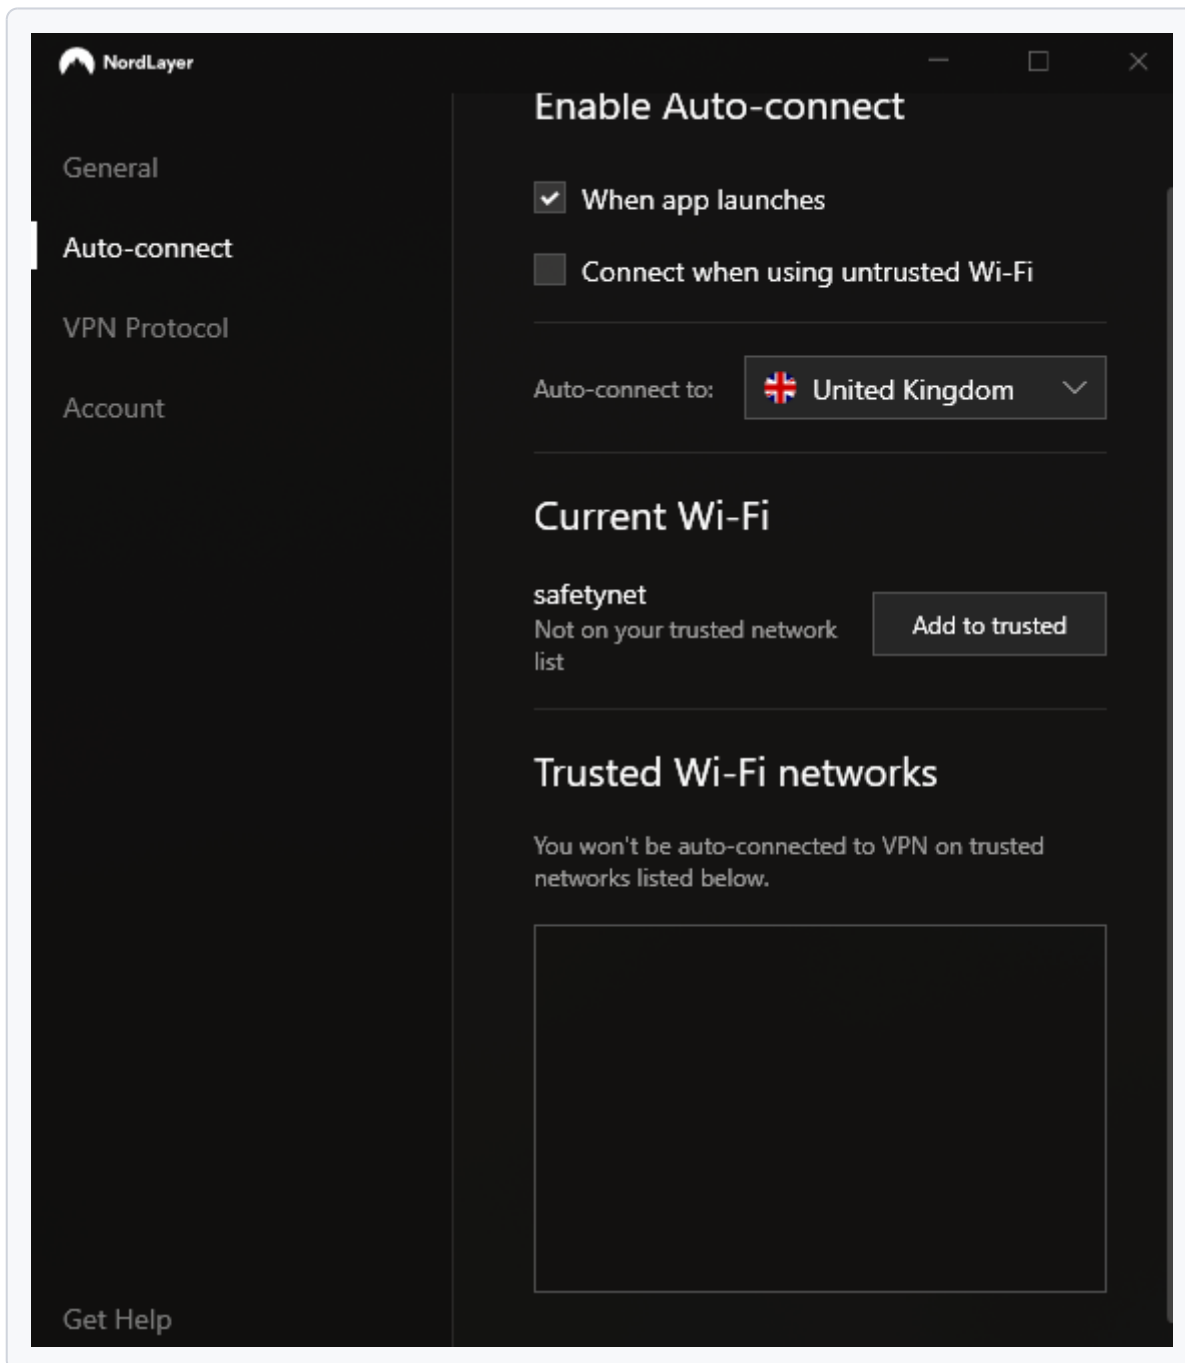 NordLayer
Enable Auto-connect
General
When app launches
Auto-connect
Connect when using untrusted Wi-Fi
VPN Protocol
Auto-connect to:
United Kingdom
Account
Current Wi-Fi
safetynet
Not on your trusted network
list
Add to trusted
Trusted Wi-Fi networks
You won't be auto-connected to VPN on trusted
networks listed below.
Get Help